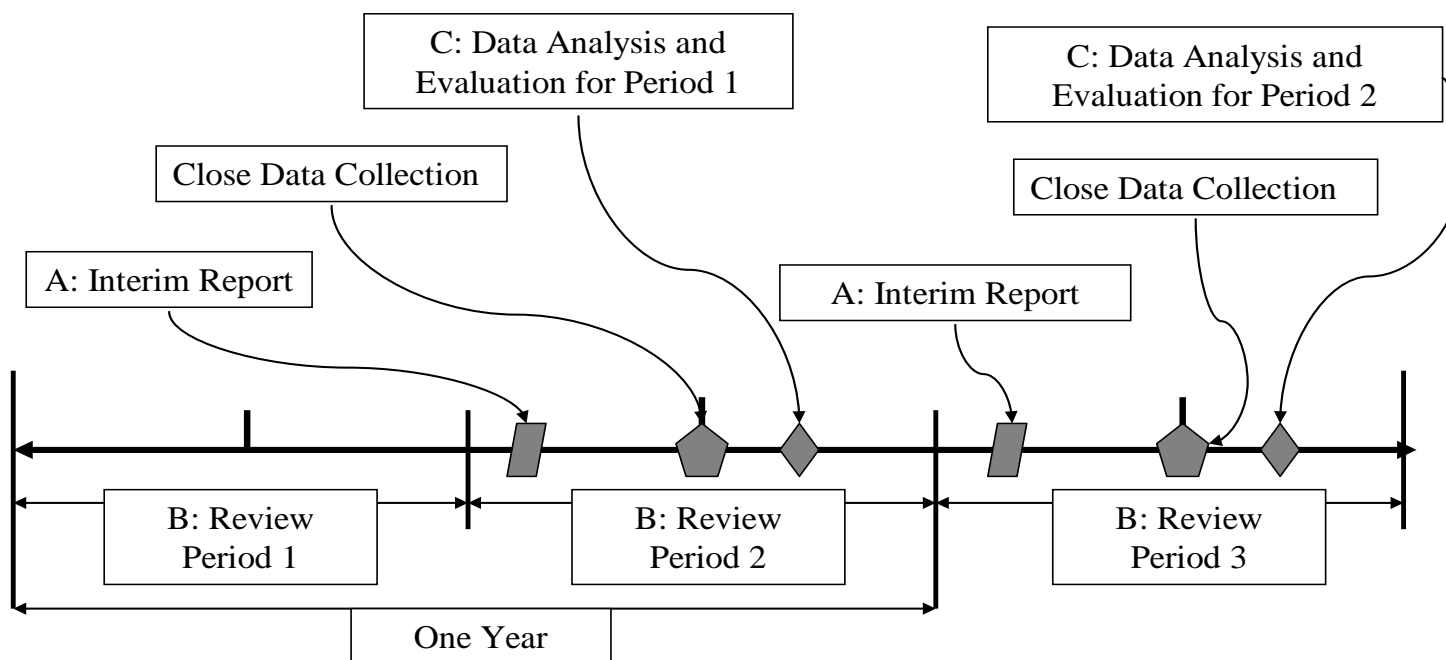 C: Data Analysis and
Evaluation for Period 1
C: Data Analysis and
Evaluation for Period 2
Close Data Collection
Close Data Collection
A: Interim Report
A: Interim Report
B: Review
Period 1
B: Review
Period 2
B: Review
Period 3
One Year